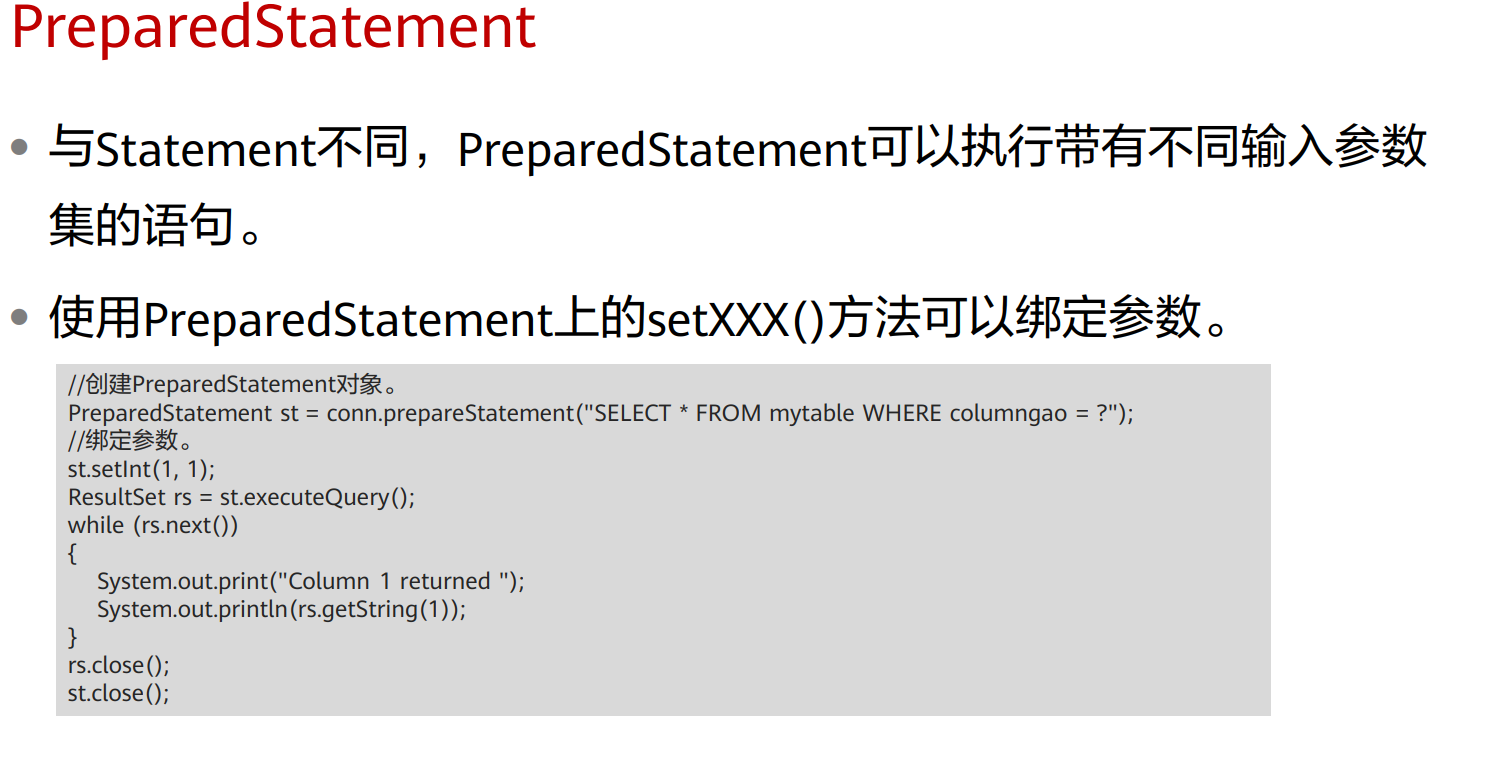 PreparedStatement
与Statement不同，PreparedStatement可以执行带有不同输入参数
集的语句。
使用PreparedStatement上的setXXX()方法可以绑定参数。
//创建PreparedStatement对象。
PreparedStatement st = conn.prepareStatement("SELECT * FROM mytable WHERE columngao = ?");
//绑定参数。
st.setInt(1, 1);
ResultSet rs = st.executeQuery();
while (rs.next())
{
    System.out.print("Column 1 returned ");
    System.out.println(rs.getString(1));
}
rs.close();
st.close();